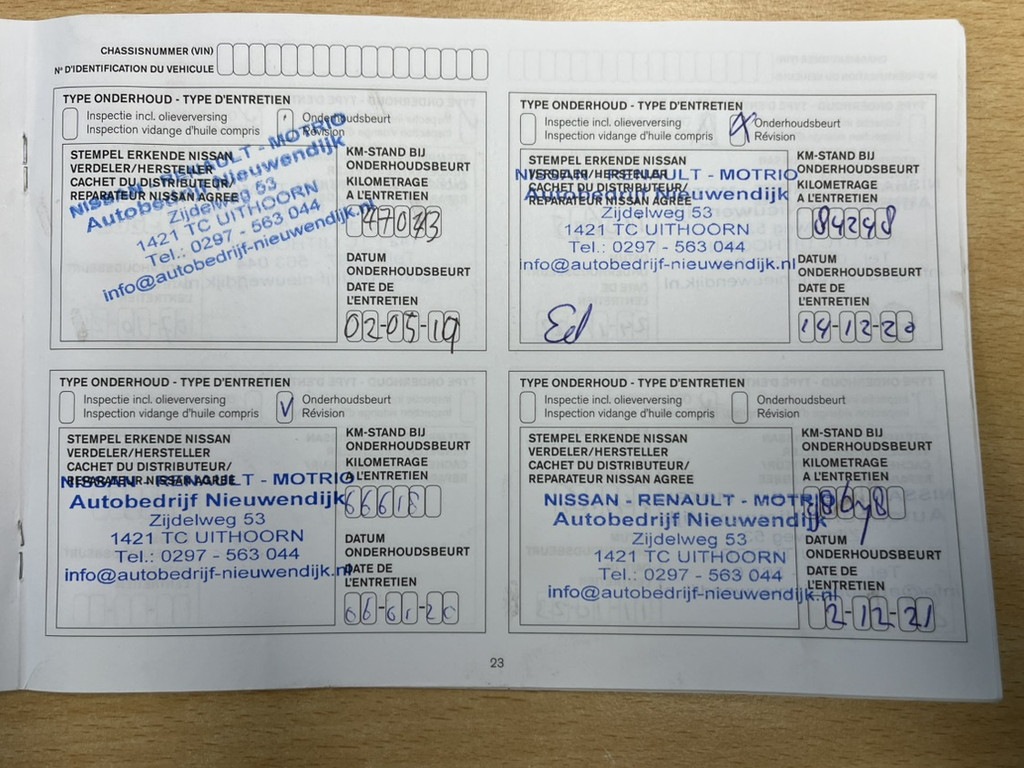 CHASSISNUMMER (VIN)
N° D'IDENTIFICATION DU VEHICULE
TYPE ONDERHOUD - TYPE D'ENTRETIEN
Inspectie incl. olieverversing
Inspection vidange d'huile compris
Onderhoudsbeurt
Révision
STEMPEL ERKENDE NISSAN
VERDELER/HERSTELLER
CACHET DU DISTRIBUTEUR/
REPARATEUR NISSAN AGREE
NISSAN - RENAULT - MOTRIO
Autobedrijf Nieuwendijk
Zijdelweg 53
1421 TC UITHOORN
Tel.: 0297 - 563 044
info@autobedrijf-nieuwendijk.nl
KM-STAND BIJ
ONDERHOUDSBEURT
KILOMETRAGE
A L'ENTRETIEN
DATUM
ONDERHOUDSBEURT
DATE DE
L'ENTRETIEN
02-05-19
TYPE ONDERHOUD - TYPE D'ENTRETIEN
Inspectie incl. olieverversing
Inspection vidange d'huile compris
X
Onderhoudsbeurt
Révision
STEMPEL ERKENDE NISSAN
VERDELER/HERSTELLER
CACHET DU DISTRIBUTEUR/
REPARATEUR NISSAN AGREE
NISSAN - RENAULT - MOTRIO
Autobedrijf Nieuwendijk
Zijdelweg 53
1421 TC UITHOORN
Tel.: 0297 - 563 044
info@autobedrijf-nieuwendijk.nl
Ed
KM-STAND BIJ
ONDERHOUDSBEURT
KILOMETRAGE
A L'ENTRETIEN
84248
DATUM
ONDERHOUDSBEURT
DATE DE
L'ENTRETIEN
14-12-20
TYPE ONDERHOUD - TYPE D'ENTRETIEN
Inspectie incl. olieverversing
Inspection vidange d'huile compris
Onderhoudsbeurt
Révision
STEMPEL ERKENDE NISSAN
VERDELER/HERSTELLER
CACHET DU DISTRIBUTEUR/
REPARATEUR NISSAN AGREE
NISSAN - RENAULT - MOTRIO
Autobedrijf Nieuwendijk
Zijdelweg 53
1421 TC UITHOORN
Tel.: 0297 - 563 044
info@autobedrijf-nieuwendijk.nl
KM-STAND BIJ
ONDERHOUDSBEURT
KILOMETRAGE
A L'ENTRETIEN
66618
DATUM
ONDERHOUDSBEURT
DATE DE
L'ENTRETIEN
06-01-20
TYPE ONDERHOUD - TYPE D'ENTRETIEN
Inspectie incl. olieverversing
Inspection vidange d'huile compris
Onderhoudsbeurt
Révision
STEMPEL ERKENDE NISSAN
VERDELER/HERSTELLER
CACHET DU DISTRIBUTEUR/
REPARATEUR NISSAN AGREE
NISSAN - RENAULT - MOTRIO
Autobedrijf Nieuwendijk
Zijdelweg 53
1421 TC UITHOORN
Tel.: 0297 - 563 044
info@autobedrijf-nieuwendijk.nl
KM-STAND BIJ
ONDERHOUDSBEURT
KILOMETRAGE
A L'ENTRETIEN
DATUM
ONDERHOUDSBEURT
DATE DE
L'ENTRETIEN
2-12-21
23